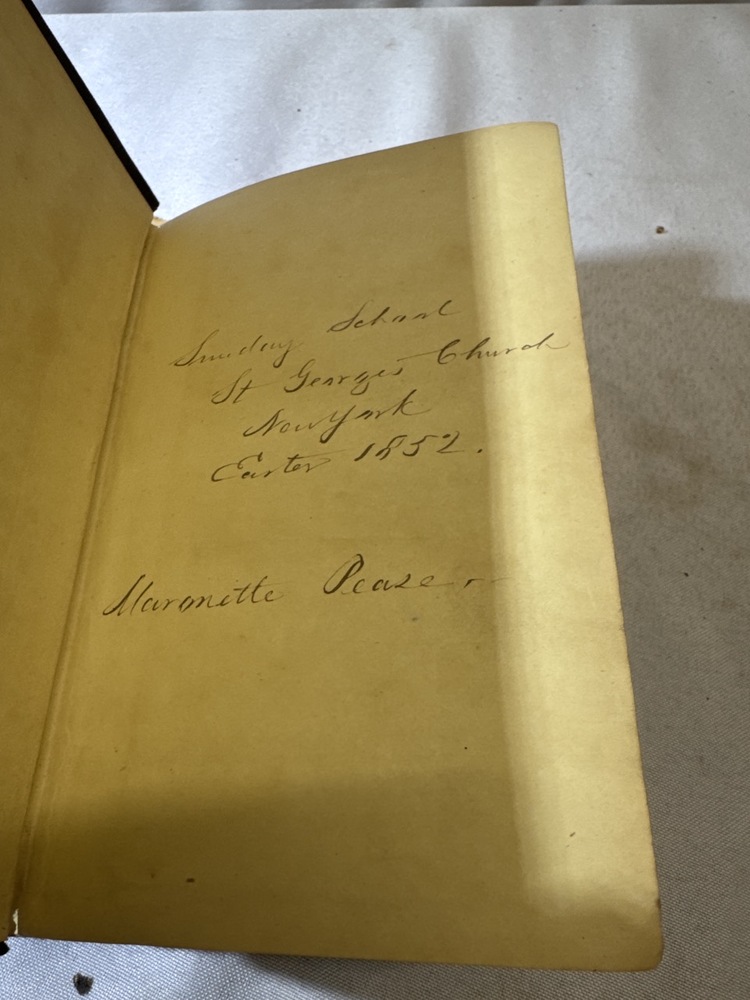 Sunday School
St Georges Church
New York
Easter 1852.
Maronette Pease